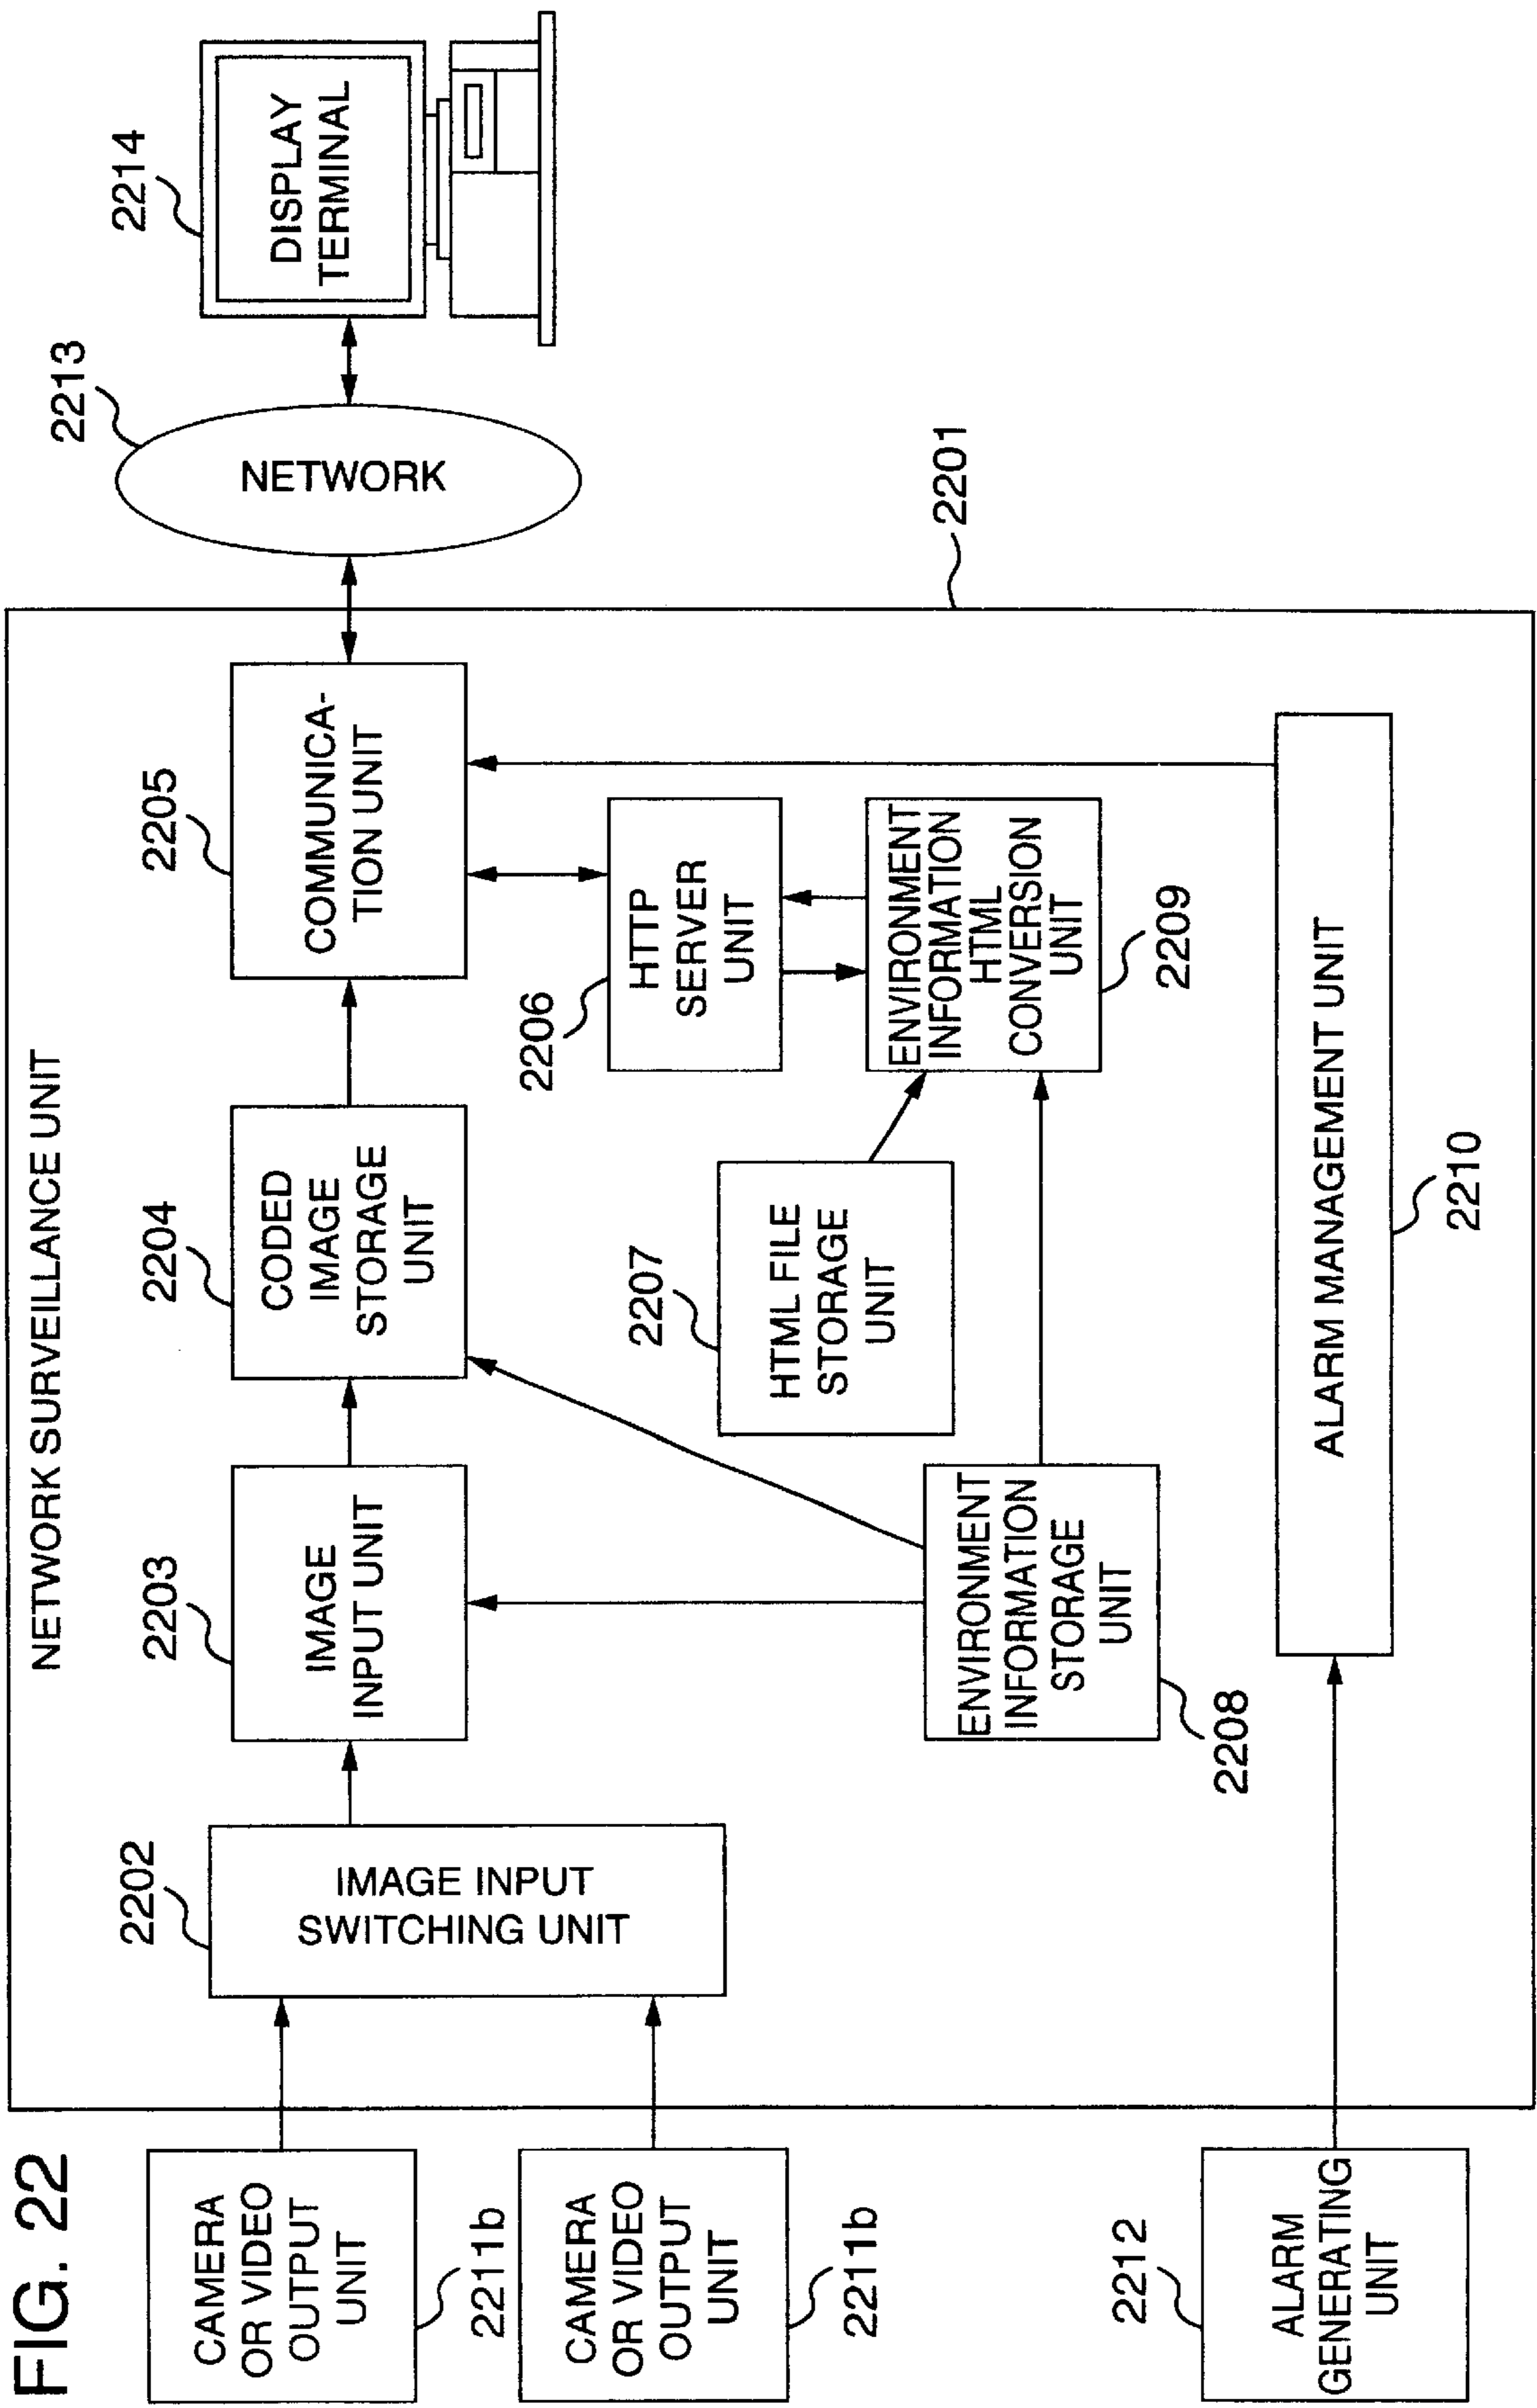 FIG. 22
NETWORK SURVEILLANCE UNIT
2201
CAMERA
OR VIDEO
OUTPUT
UNIT
2211b
CAMERA
OR VIDEO
OUTPUT
UNIT
2211b
2202
IMAGE INPUT
SWITCHING UNIT
2203
IMAGE
INPUT UNIT
2204
CODED
IMAGE
STORAGE
UNIT
2205
COMMUNICA-
TION UNIT
2213
NETWORK
2214
DISPLAY
TERMINAL
2206
HTTP
SERVER
UNIT
2207
HTML FILE
STORAGE
UNIT
ENVIRONMENT
INFORMATION
HTML
CONVERSION
UNIT
2209
ENVIRONMENT
INFORMATION
STORAGE
UNIT
2208
2212
ALARM
GENERATING
UNIT
ALARM MANAGEMENT UNIT
2210